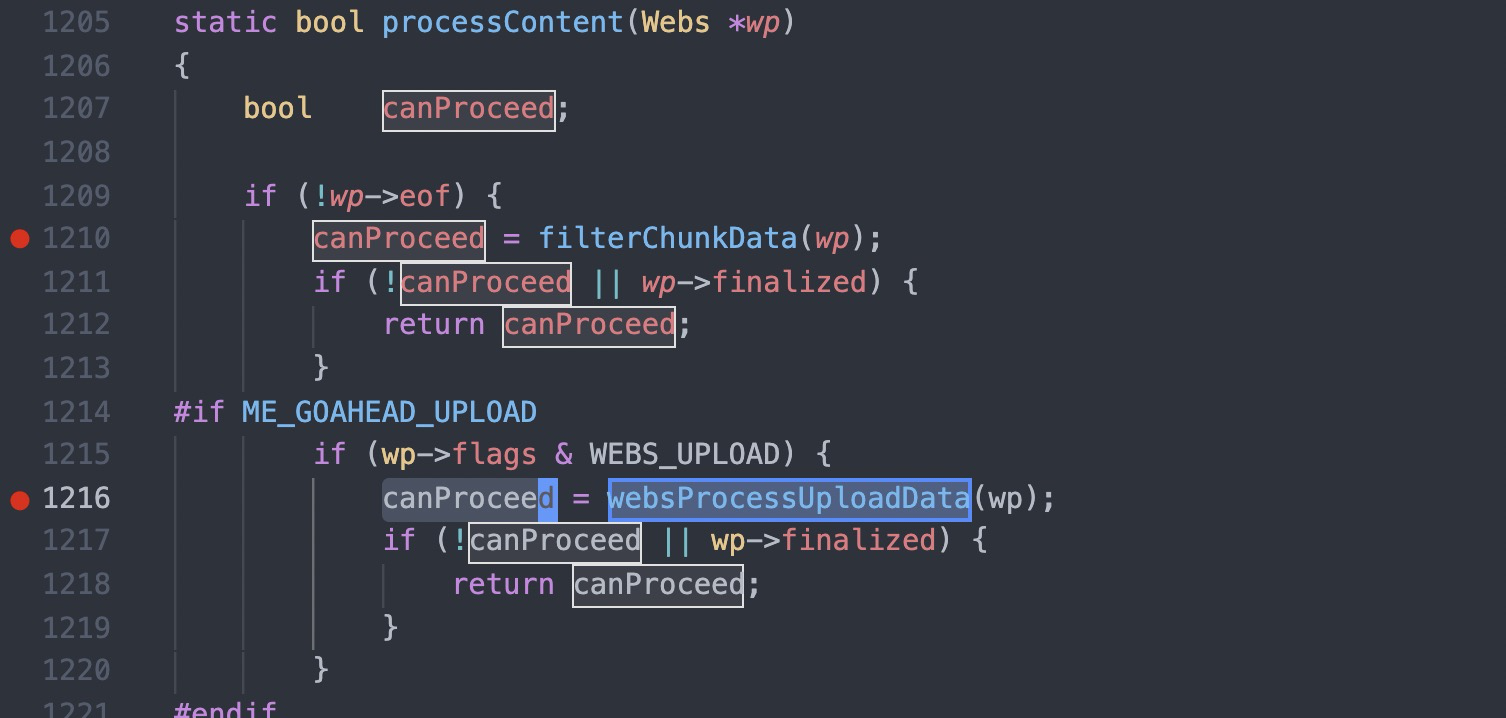 1205 static bool processContent(Webs *wp)
1206 {
1207     bool    canProceed;
1208
1209     if (!wp->eof) {
1210         canProceed = filterChunkData(wp);
1211         if (!canProceed || wp->finalized) {
1212             return canProceed;
1213         }
1214 #if ME_GOAHEAD_UPLOAD
1215         if (wp->flags & WEBS_UPLOAD) {
1216             canProceed = websProcessUploadData(wp);
1217             if (!canProceed || wp->finalized) {
1218                 return canProceed;
1219             }
1220         }
1221 #endif